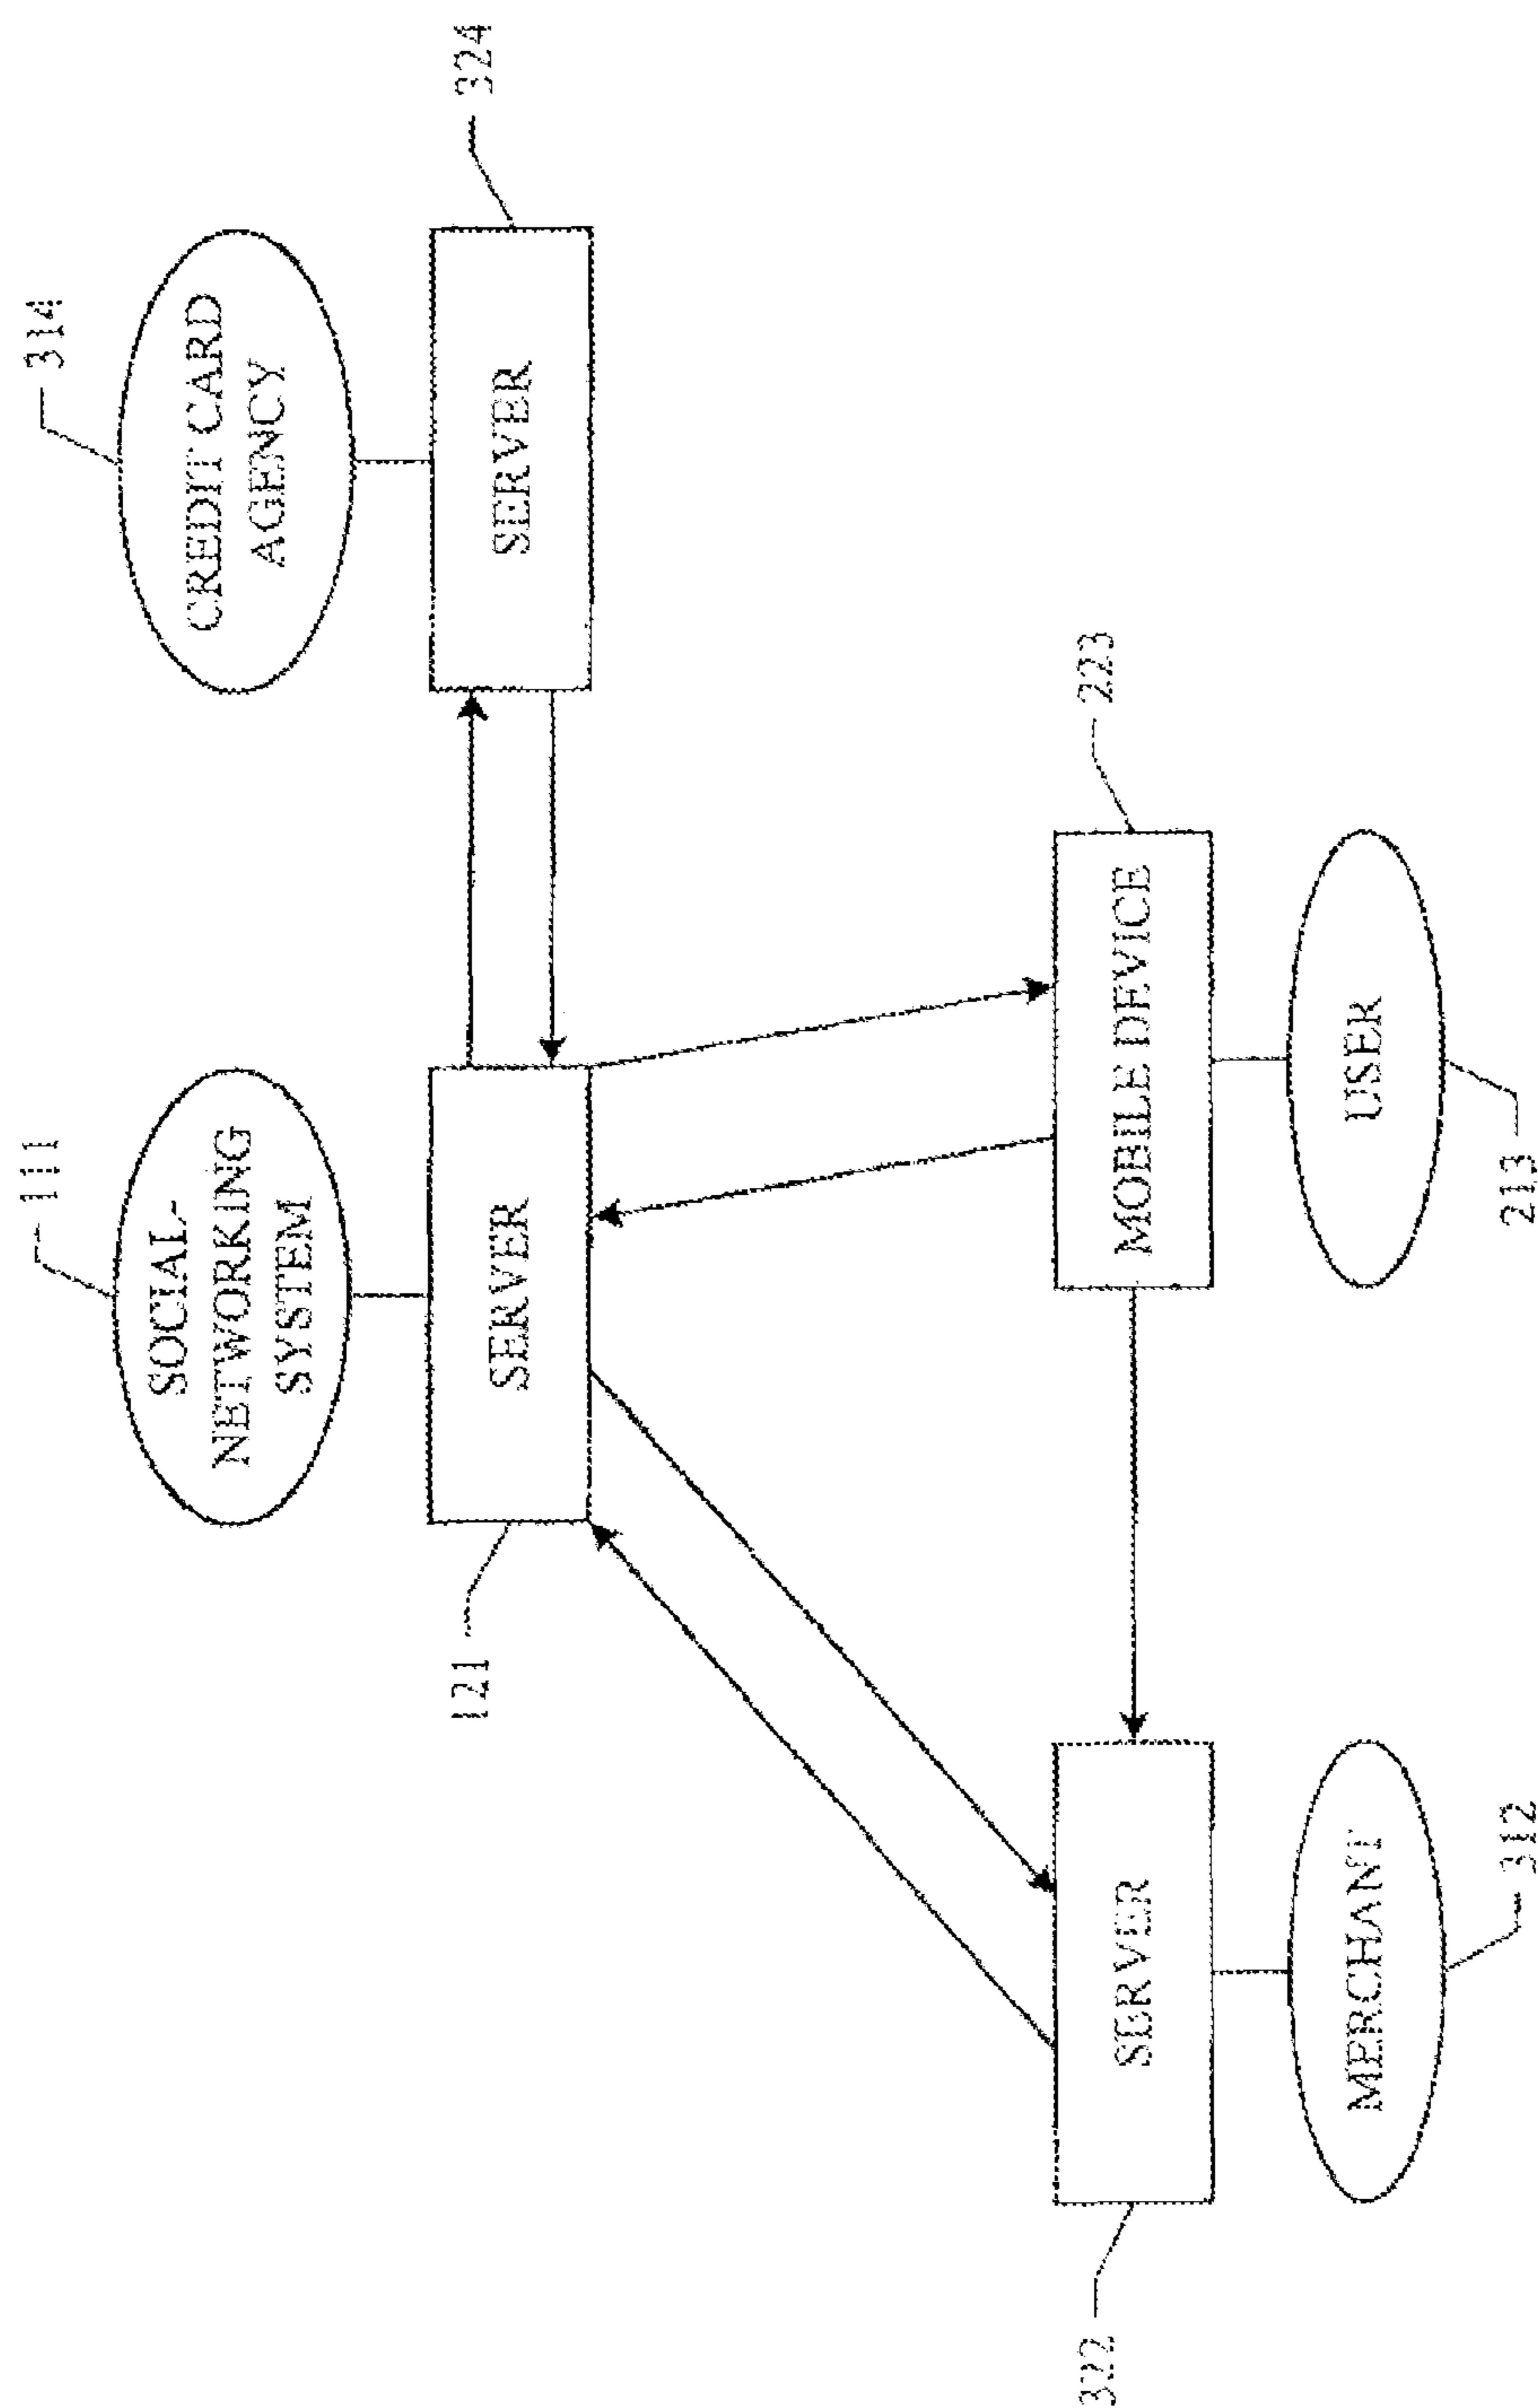 111
SOCIAL-
NETWORKING
SYSTEM
314
CREDIT CARD
AGENCY
121
SERVER
SERVER
324
322
SERVER
MOBILE DEVICE
223
MERCHANT
USER
312
213